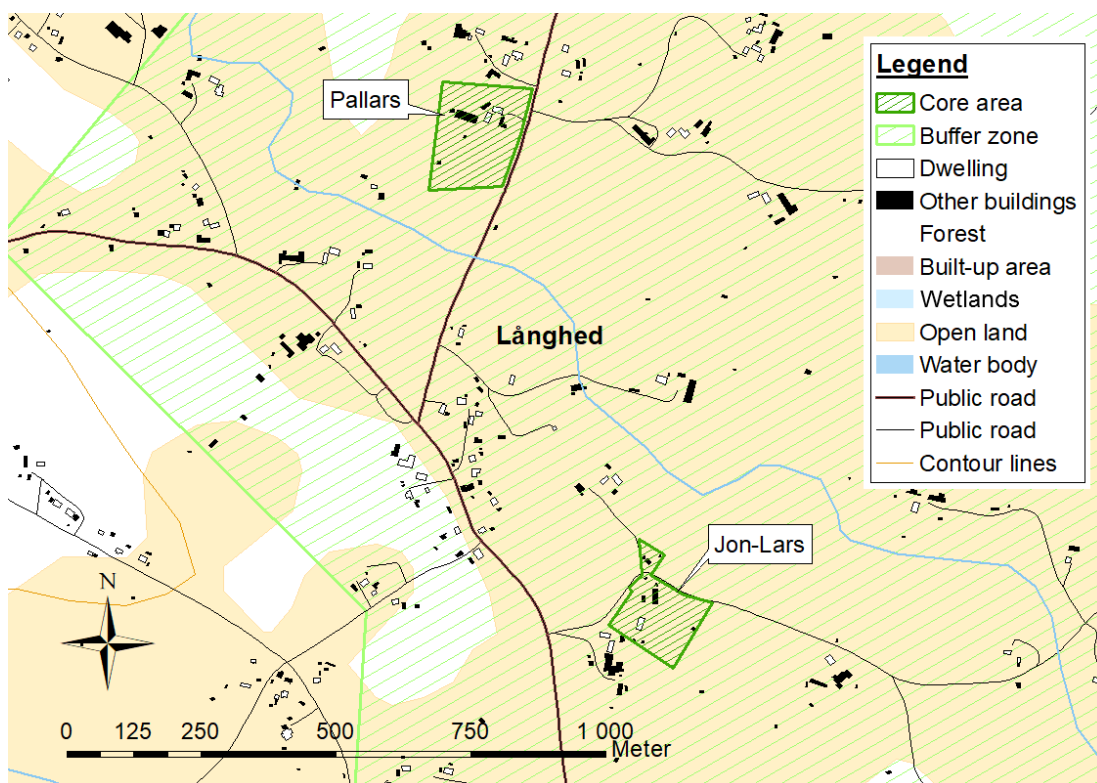 Pallars
Långhed
Jon-Lars
Legend
Core area
Buffer zone
Dwelling
Other buildings
Forest
Built-up area
Wetlands
Open land
Water body
Public road
Public road
Contour lines
N
0 125 250 500 750 1 000
Meter